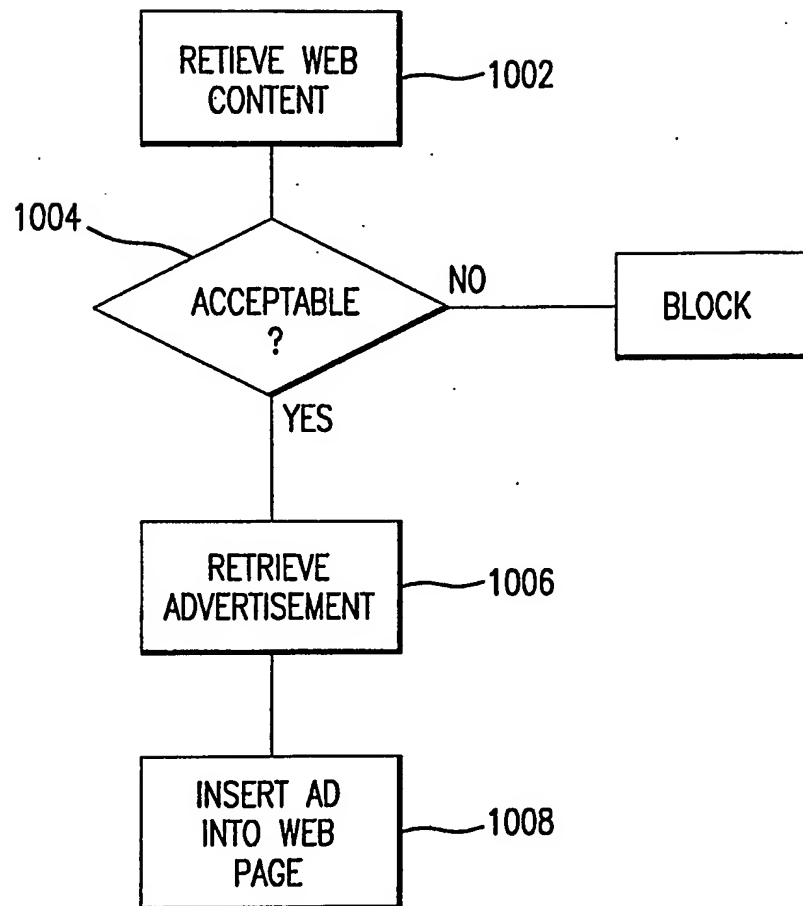 RETIEVE WEB
CONTENT
1002
1004
ACCEPTABLE
?
NO
BLOCK
YES
RETRIEVE
ADVERTISEMENT
1006
INSERT AD
INTO WEB
PAGE
1008